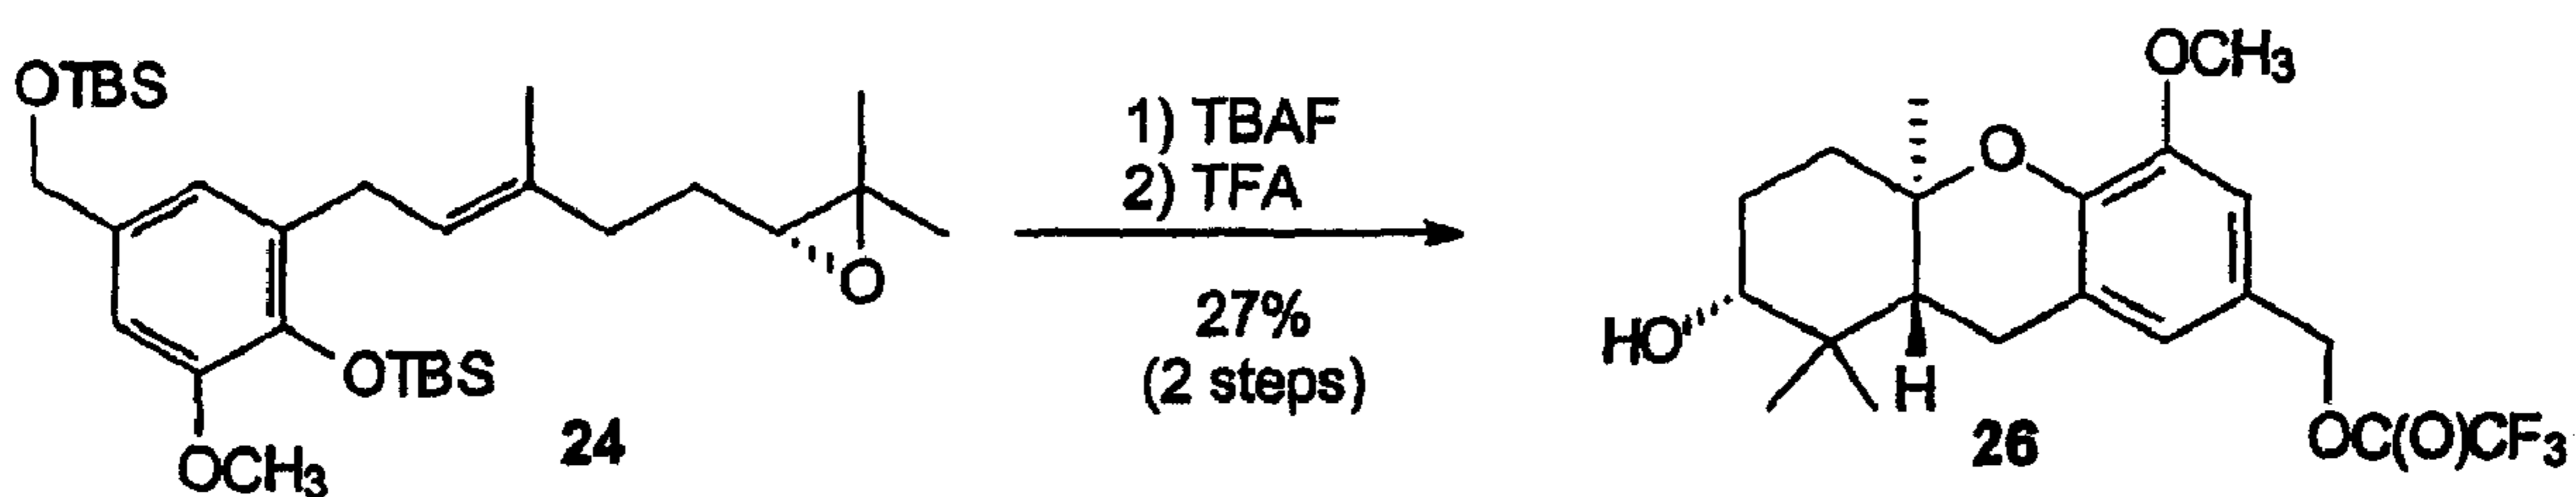 OTBS
OTBS
OCH3
24
1) TBAF
2) TFA
27%
(2 steps)
OCH3
O
O
HO
H
26
OC(O)CF3